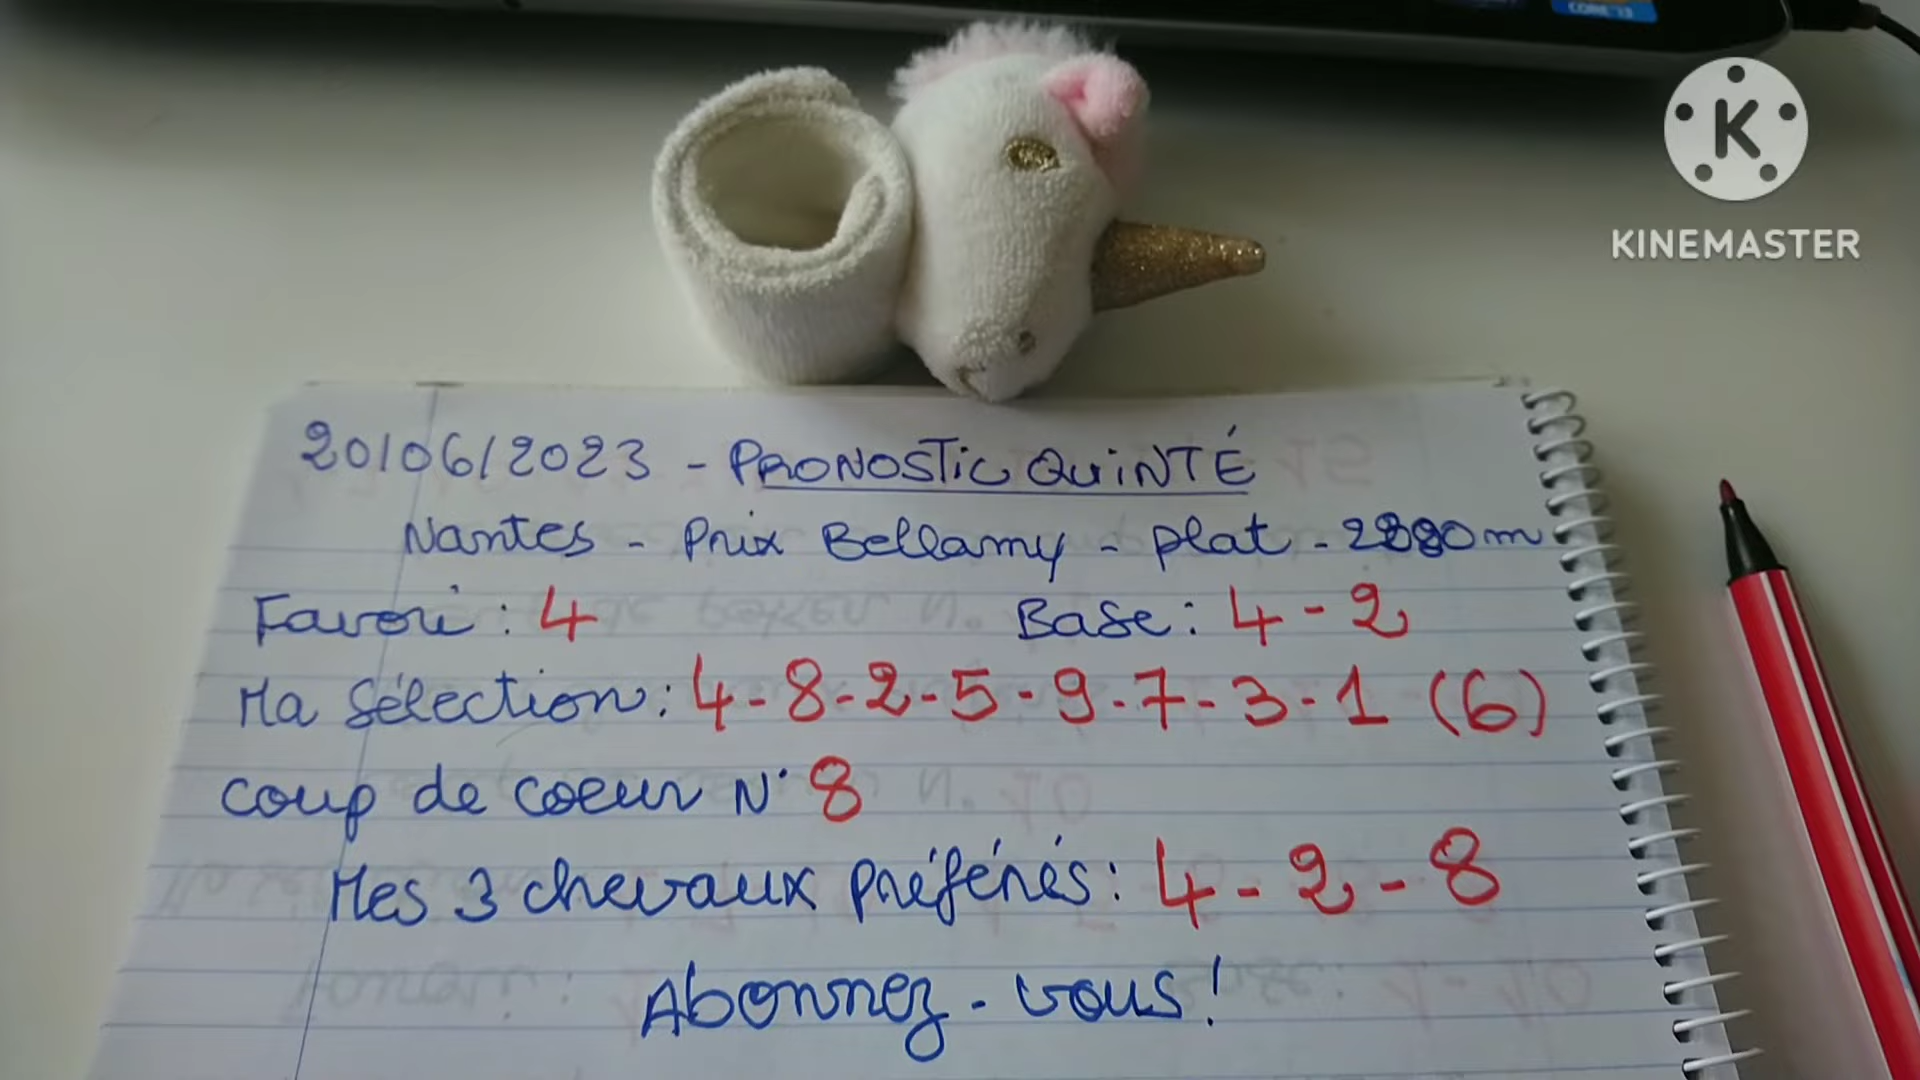 CORE i3
K
KINEMASTER
20/06/2023 - PRONOSTIC QUINTÉ
Nantes - Prix Bellamy - plat - m
Favori : 4 Base : 4 - 2
Ma Sélection : 4 - 8 - 2 - 5 - 9 - 7 - 3 - 1 (6)
coup de coeur N° 8
Mes 3 chevaux préférés : 4 - 2 - 8
Abonnez-vous !